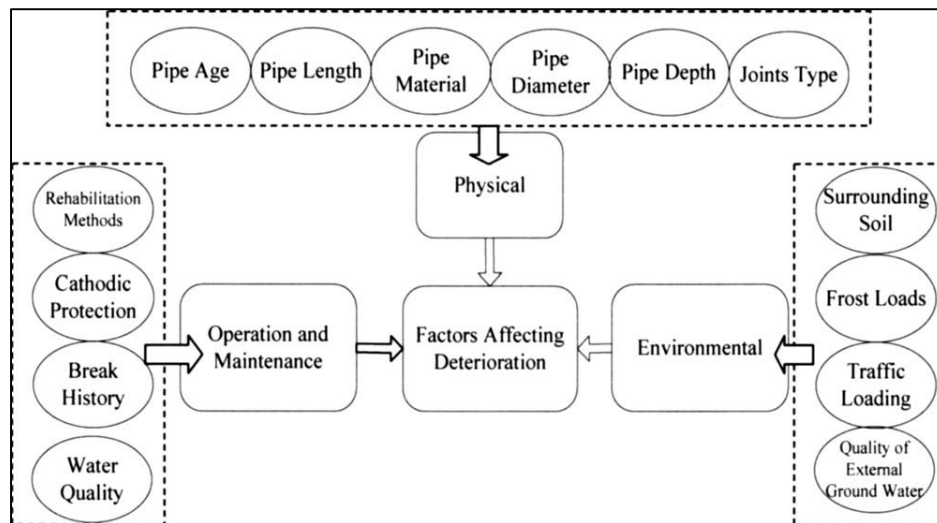 Pipe Age
Pipe Length
Pipe
Material
Pipe
Diameter
Pipe Depth
Joints Type
Physical
Rehabilitation
Methods
Cathodic
Protection
Break
History
Water
Quality
Operation and
Maintenance
Factors Affecting
Deterioration
Environmental
Surrounding
Soil
Frost Loads
Traffic
Loading
Quality of
External
Ground Water